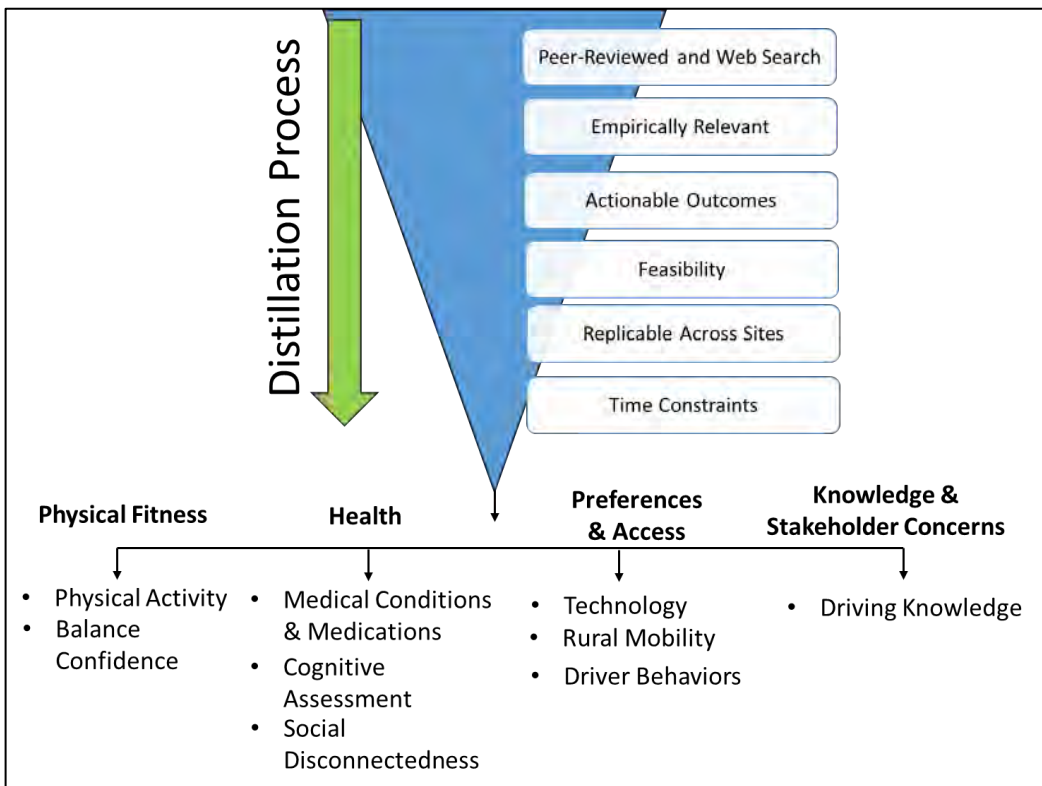 Distillation Process
Peer-Reviewed and Web Search
Empirically Relevant
Actionable Outcomes
Feasibility
Replicable Across Sites
Time Constraints
Physical Fitness
• Physical Activity
• Balance
Confidence
Health
• Medical Conditions
& Medications
• Cognitive
Assessment
• Social
Disconnectedness
Preferences
& Access
• Technology
• Rural Mobility
• Driver Behaviors
Knowledge &
Stakeholder Concerns
• Driving Knowledge